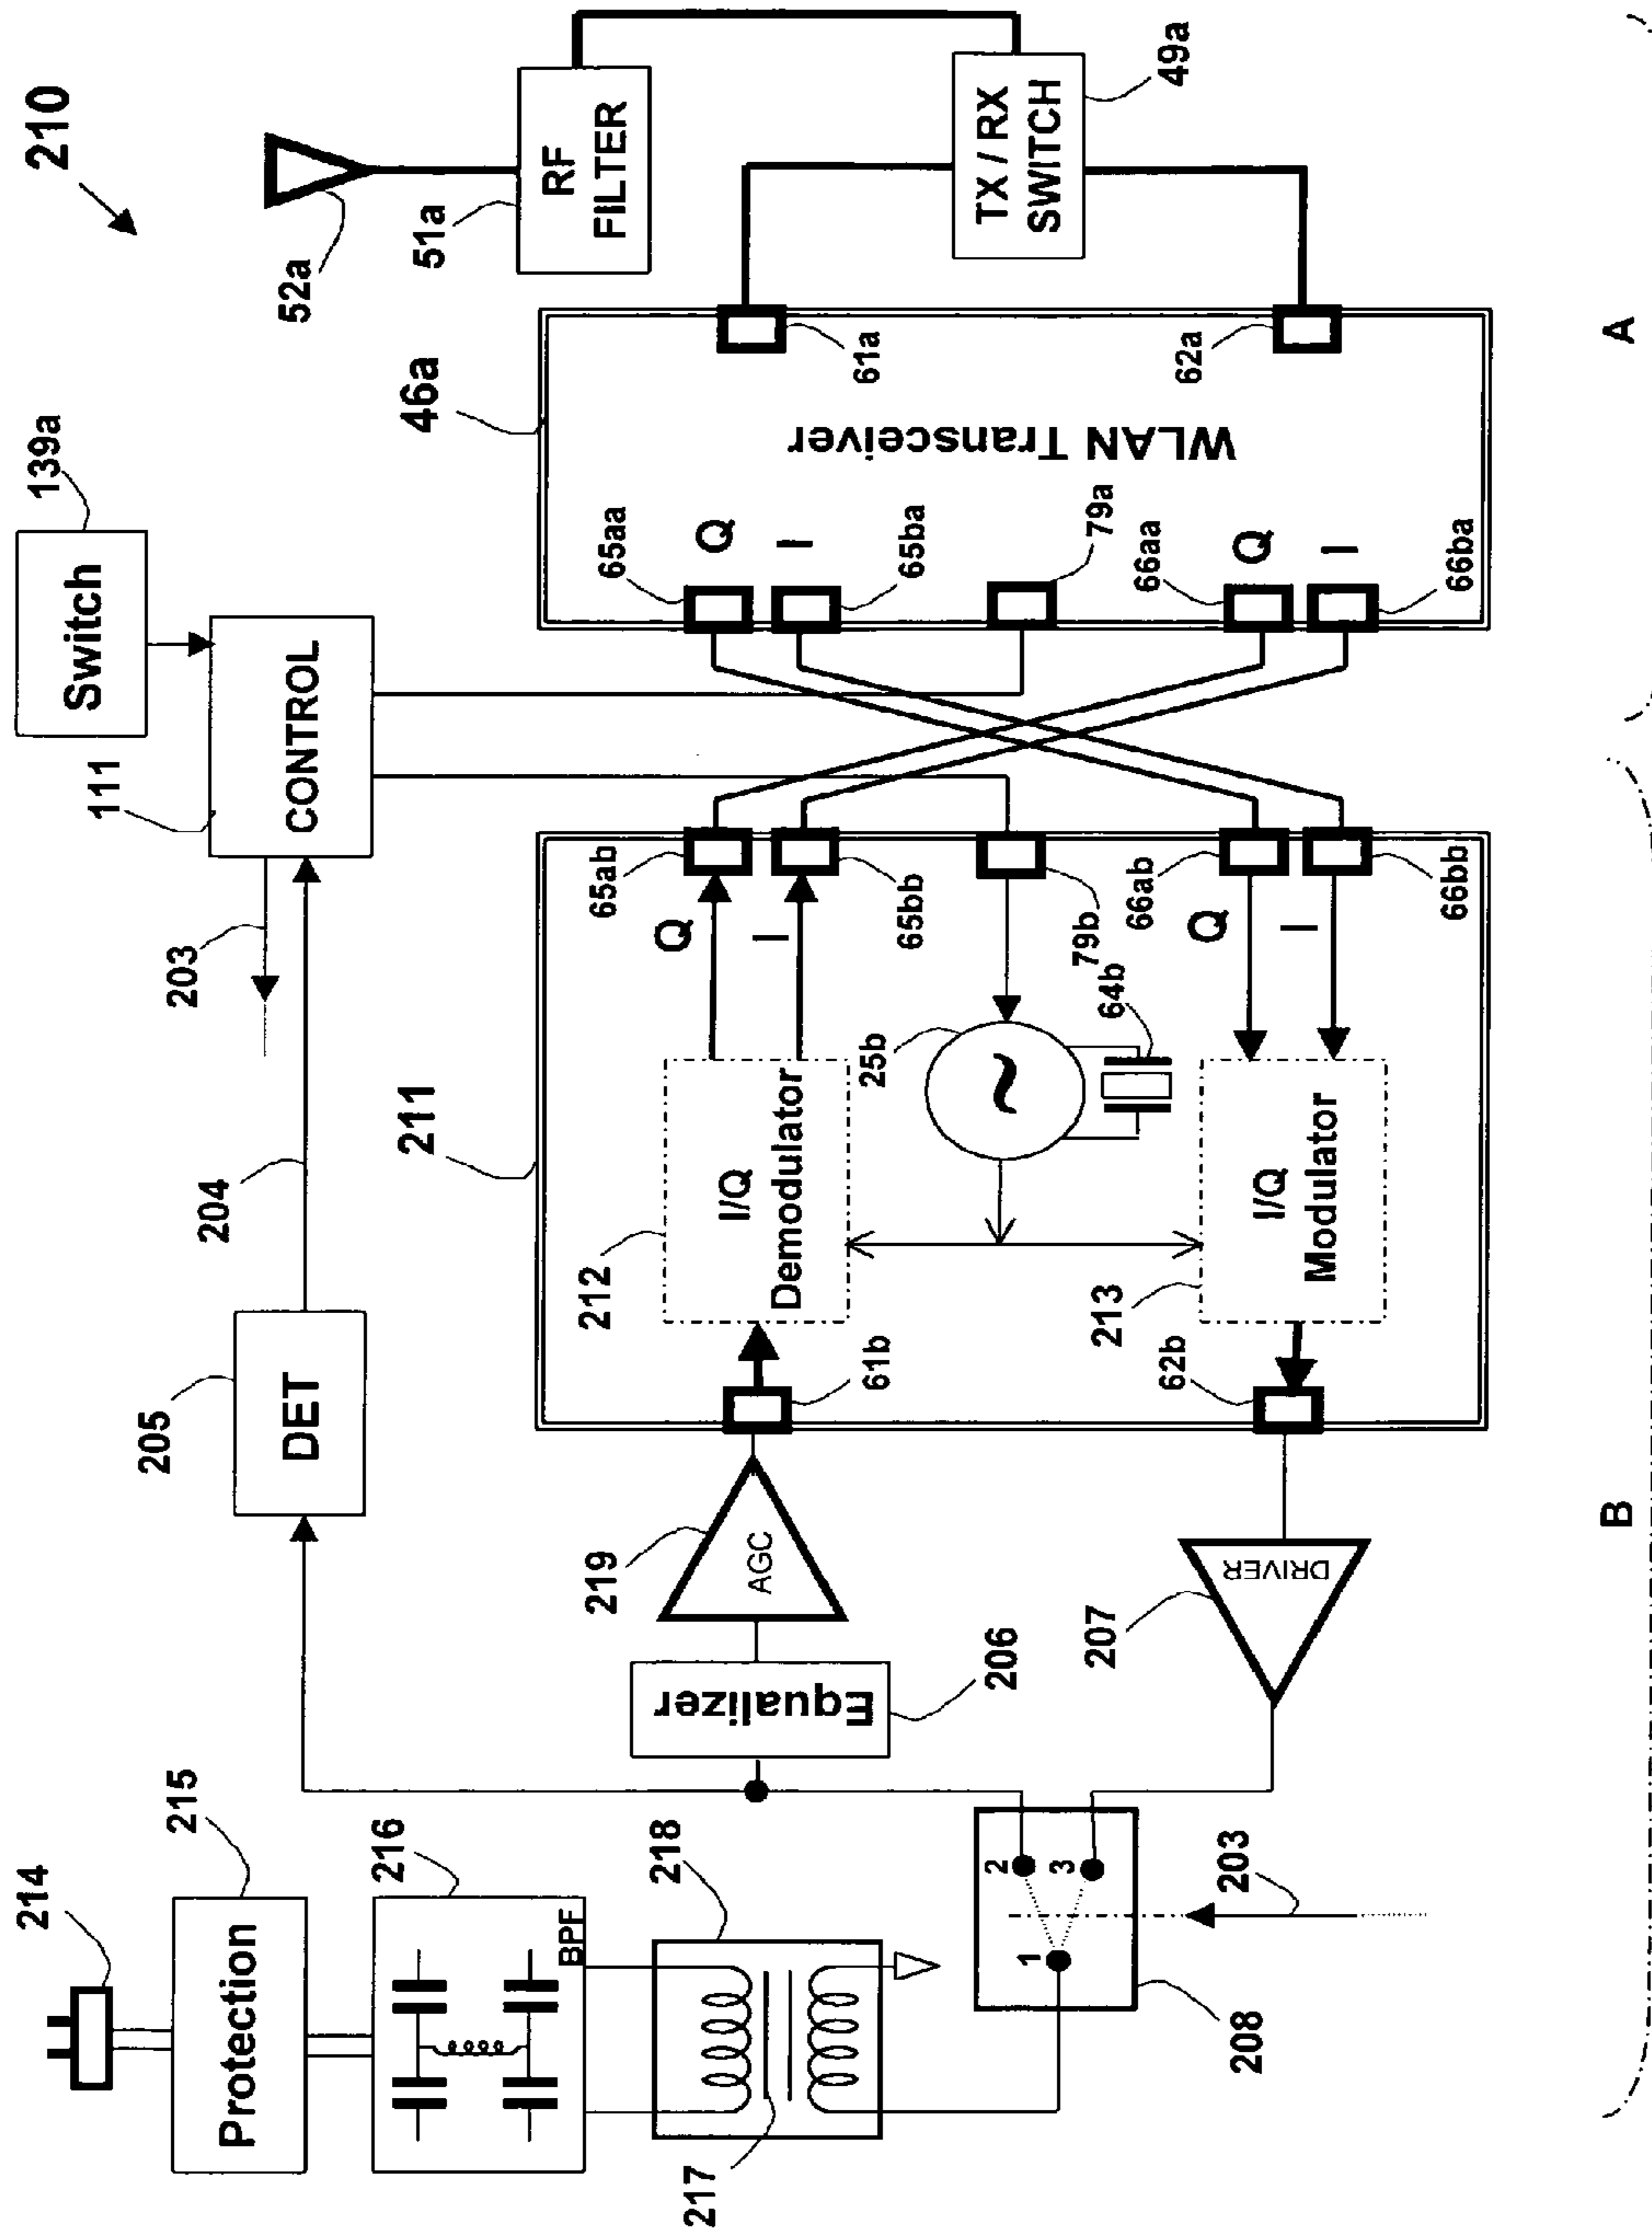 210
52a
51a
RF
FILTER
TX / RX
SWITCH
49a
Switch
139a
CONTROL
111
203
204
DET
205
46a
WLAN Transceiver
61a
62a
65aa
Q
I
65ba
79a
66aa
Q
I
66ba
211
65ab
Q
I
65bb
79b
64b
25b
~
66ab
Q
I
66bb
I/Q
Demodulator
212
I/Q
Modulator
213
61b
62b
AGC
219
Equalizer
206
DRIVER
207
214
Protection
215
216
BPF
218
217
1
2
3
208
203
A
B